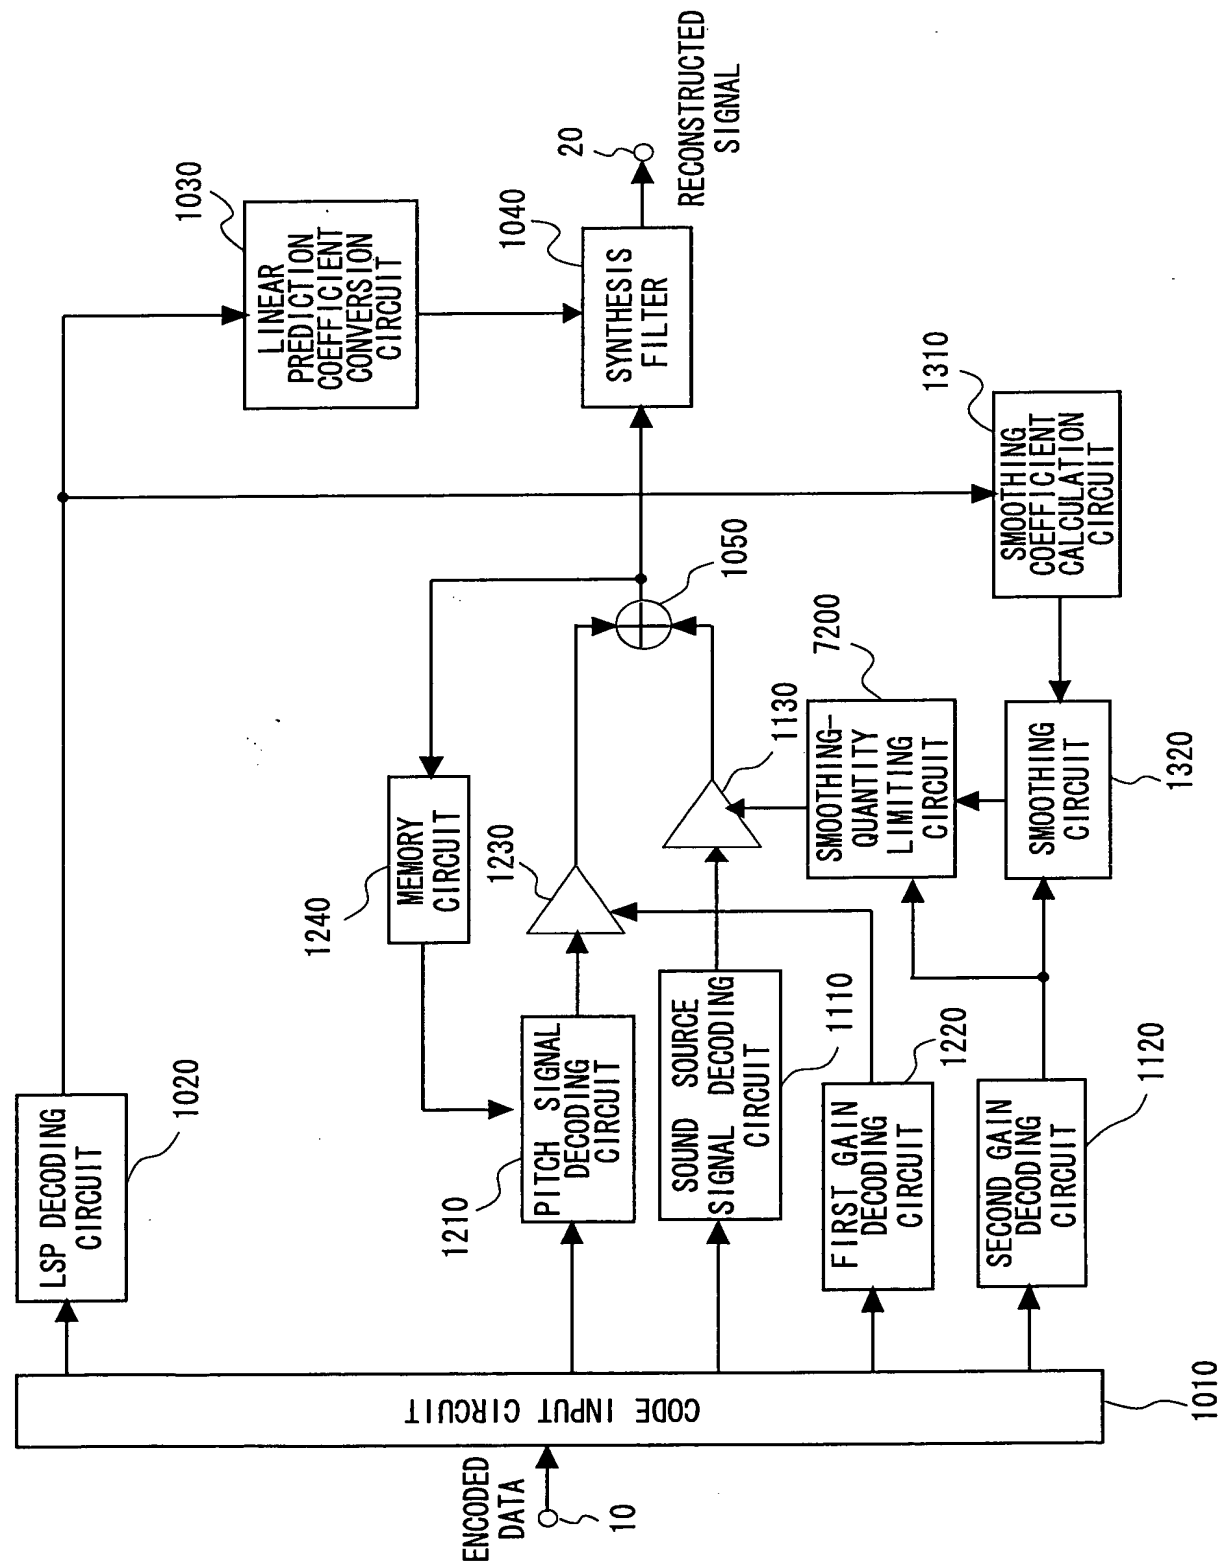 ENCODED
DATA
10
CODE INPUT CIRCUIT
1010
LSP DECODING
CIRCUIT
1020
PITCH SIGNAL
DECODING
CIRCUIT
1210
SOUND SOURCE
SIGNAL DECODING
CIRCUIT
1110
FIRST GAIN
DECODING
CIRCUIT
1220
SECOND GAIN
DECODING
CIRCUIT
1120
MEMORY
CIRCUIT
1240
1230
1130
SMOOTHING-
QUANTITY
LIMITING
CIRCUIT
7200
SMOOTHING
CIRCUIT
1320
1050
LINEAR
PREDICTION
COEFFICIENT
CONVERSION
CIRCUIT
1030
SYNTHESIS
FILTER
1040
SMOOTHING
COEFFICIENT
CALCULATION
CIRCUIT
1310
20
RECONSTRUCTED
SIGNAL